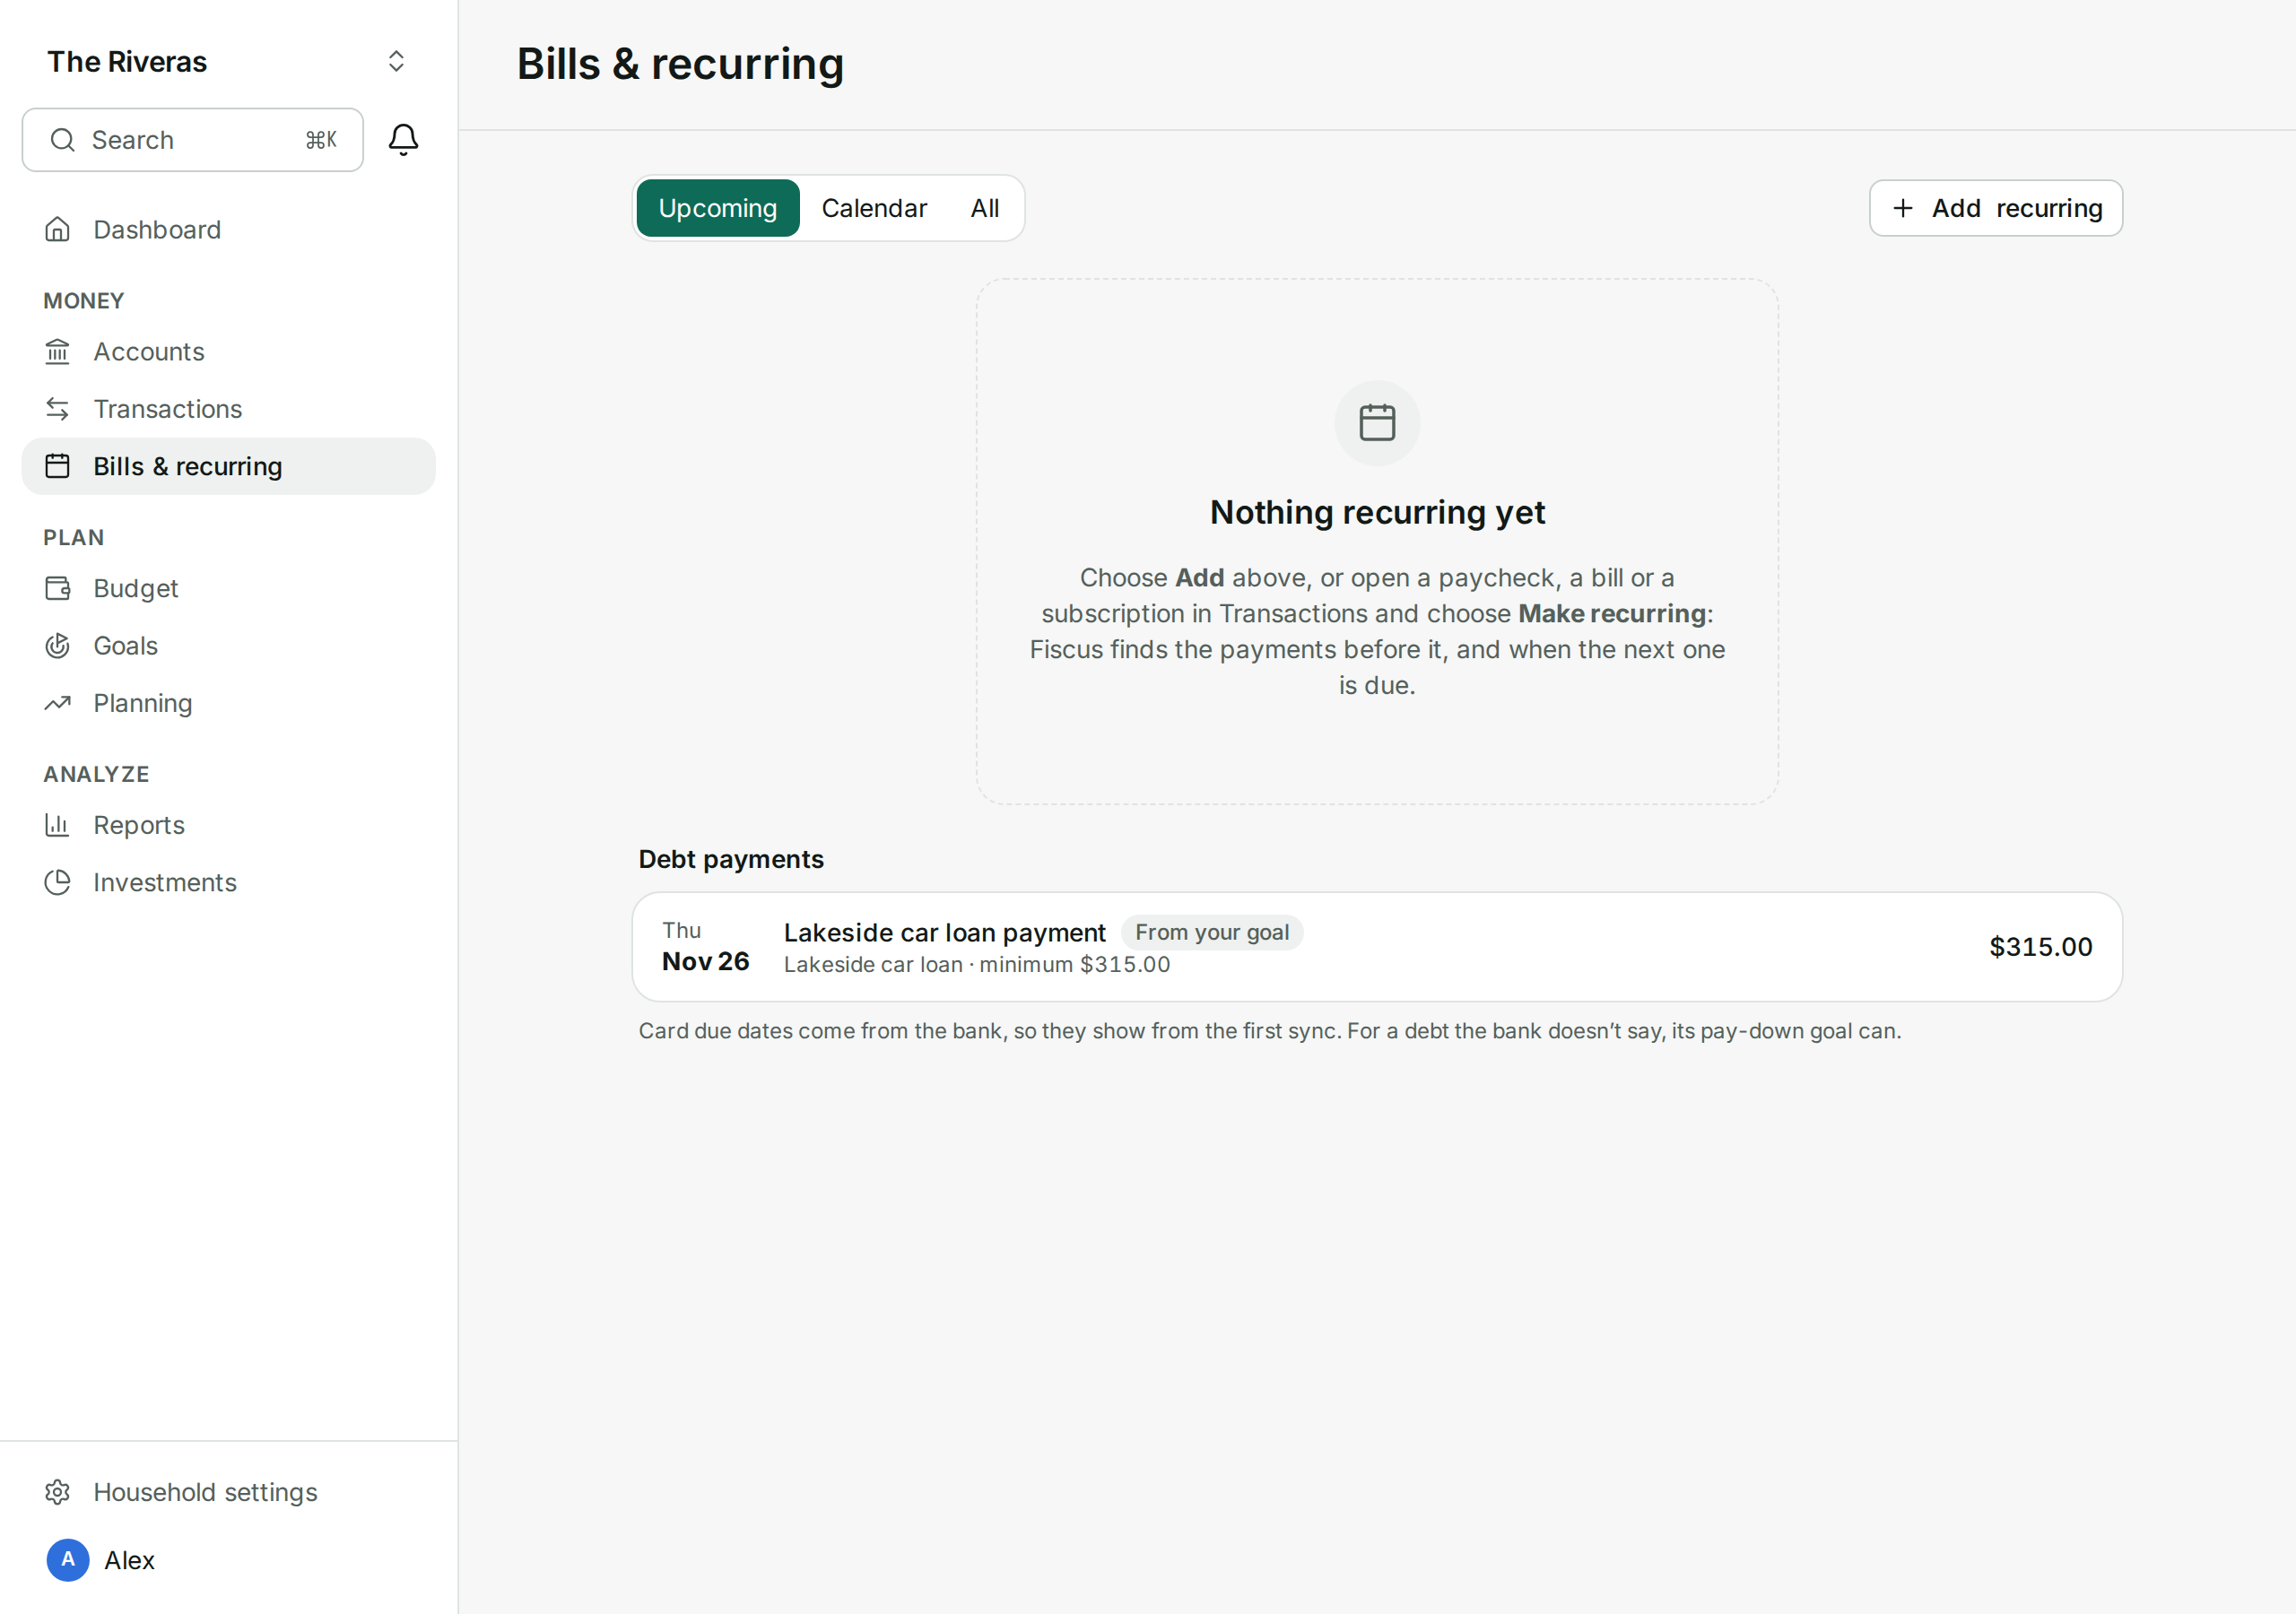 The Riveras
Search ⌘K
Dashboard
MONEY
Accounts
Transactions
Bills & recurring
PLAN
Budget
Goals
Planning
ANALYZE
Reports
Investments
Household settings
A Alex
Bills & recurring
Upcoming Calendar All
Add recurring
Nothing recurring yet
Choose Add above, or open a paycheck, a bill or a
subscription in Transactions and choose Make recurring:
Fiscus finds the payments before it, and when the next one
is due.
Debt payments
Thu
Nov 26
Lakeside car loan payment From your goal
Lakeside car loan · minimum $315.00
$315.00
Card due dates come from the bank, so they show from the first sync. For a debt the bank doesn’t say, its pay-down goal can.